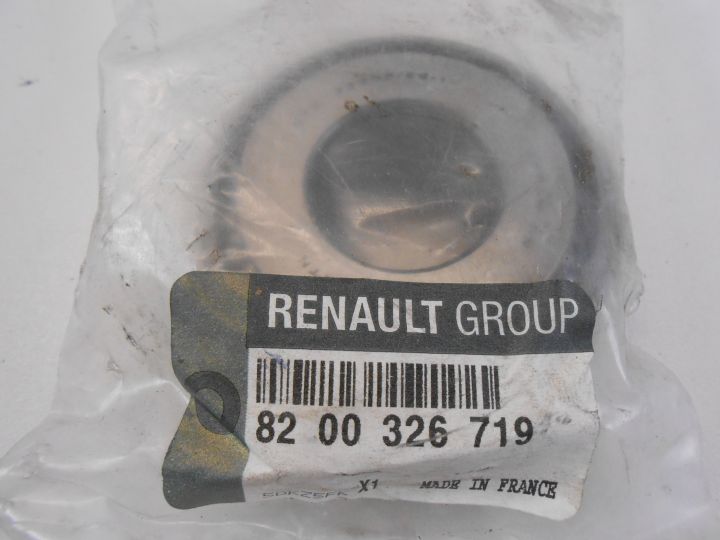 RENAULT GROUP
82 00 326 719
X1 MADE IN FRANCE